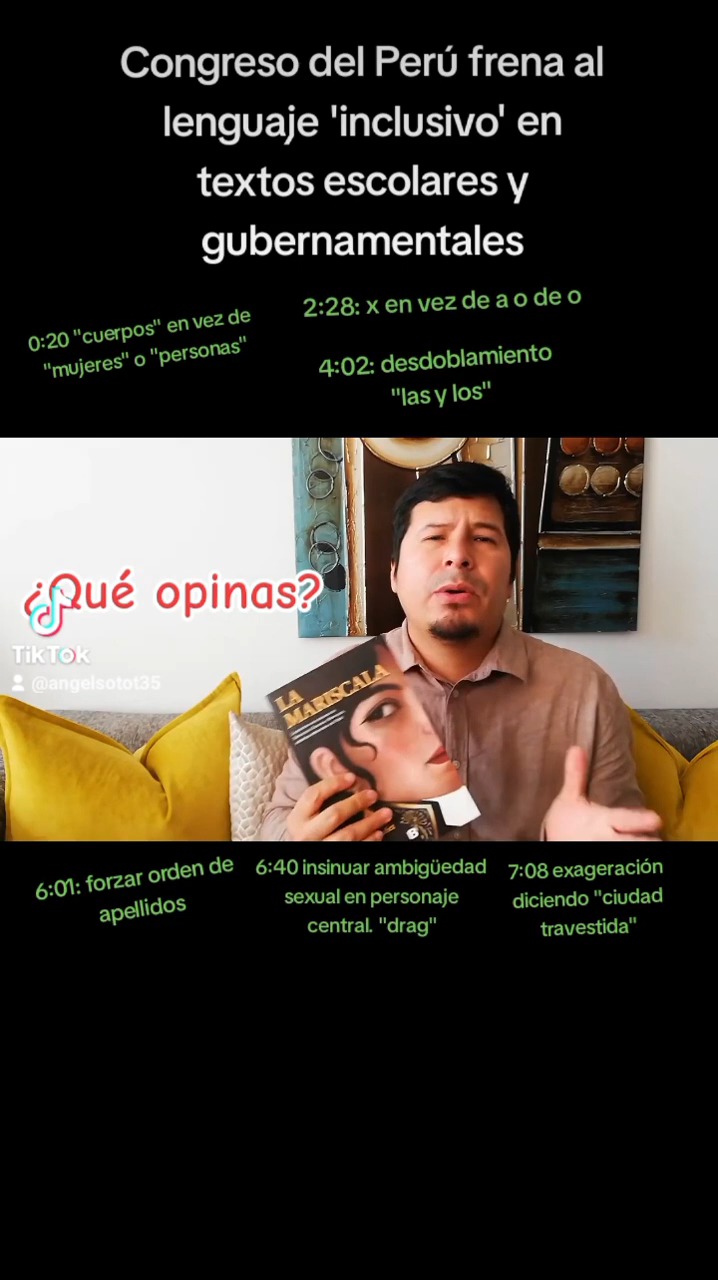 Congreso del Perú frena al
lenguaje 'inclusivo' en
textos escolares y
gubernamentales
0:20 "cuerpos" en vez de
"mujeres" o "personas"
2:28: x en vez de a o de o
4:02: desdoblamiento
"las y los"
¿Qué opinas?
TikTok
@angelsotot35
LA
MARISCALA
6:01: forzar orden de
apellidos
6:40 insinuar ambigüedad
sexual en personaje
central. "drag"
7:08 exageración
diciendo "ciudad
travestida"